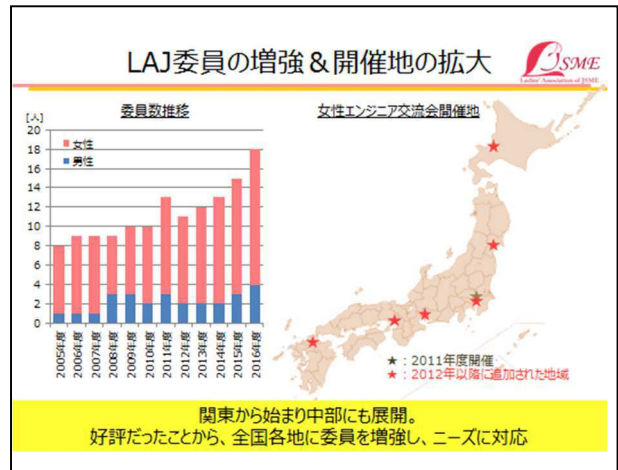 LAJ委員の増強＆開催地の拡大
JSME
Ladies' Association of JSME
委員数推移
[人]
女性
男性
20
18
16
14
12
10
8
6
4
2
0
2005年度
2006年度
2007年度
2008年度
2009年度
2010年度
2011年度
2012年度
2013年度
2014年度
2015年度
2016年度
女性エンジニア交流会開催地
★：2011年度開催
★：2012年以降に追加された地域
関東から始まり中部にも展開。
好評だったことから、全国各地に委員を増強し、ニーズに対応